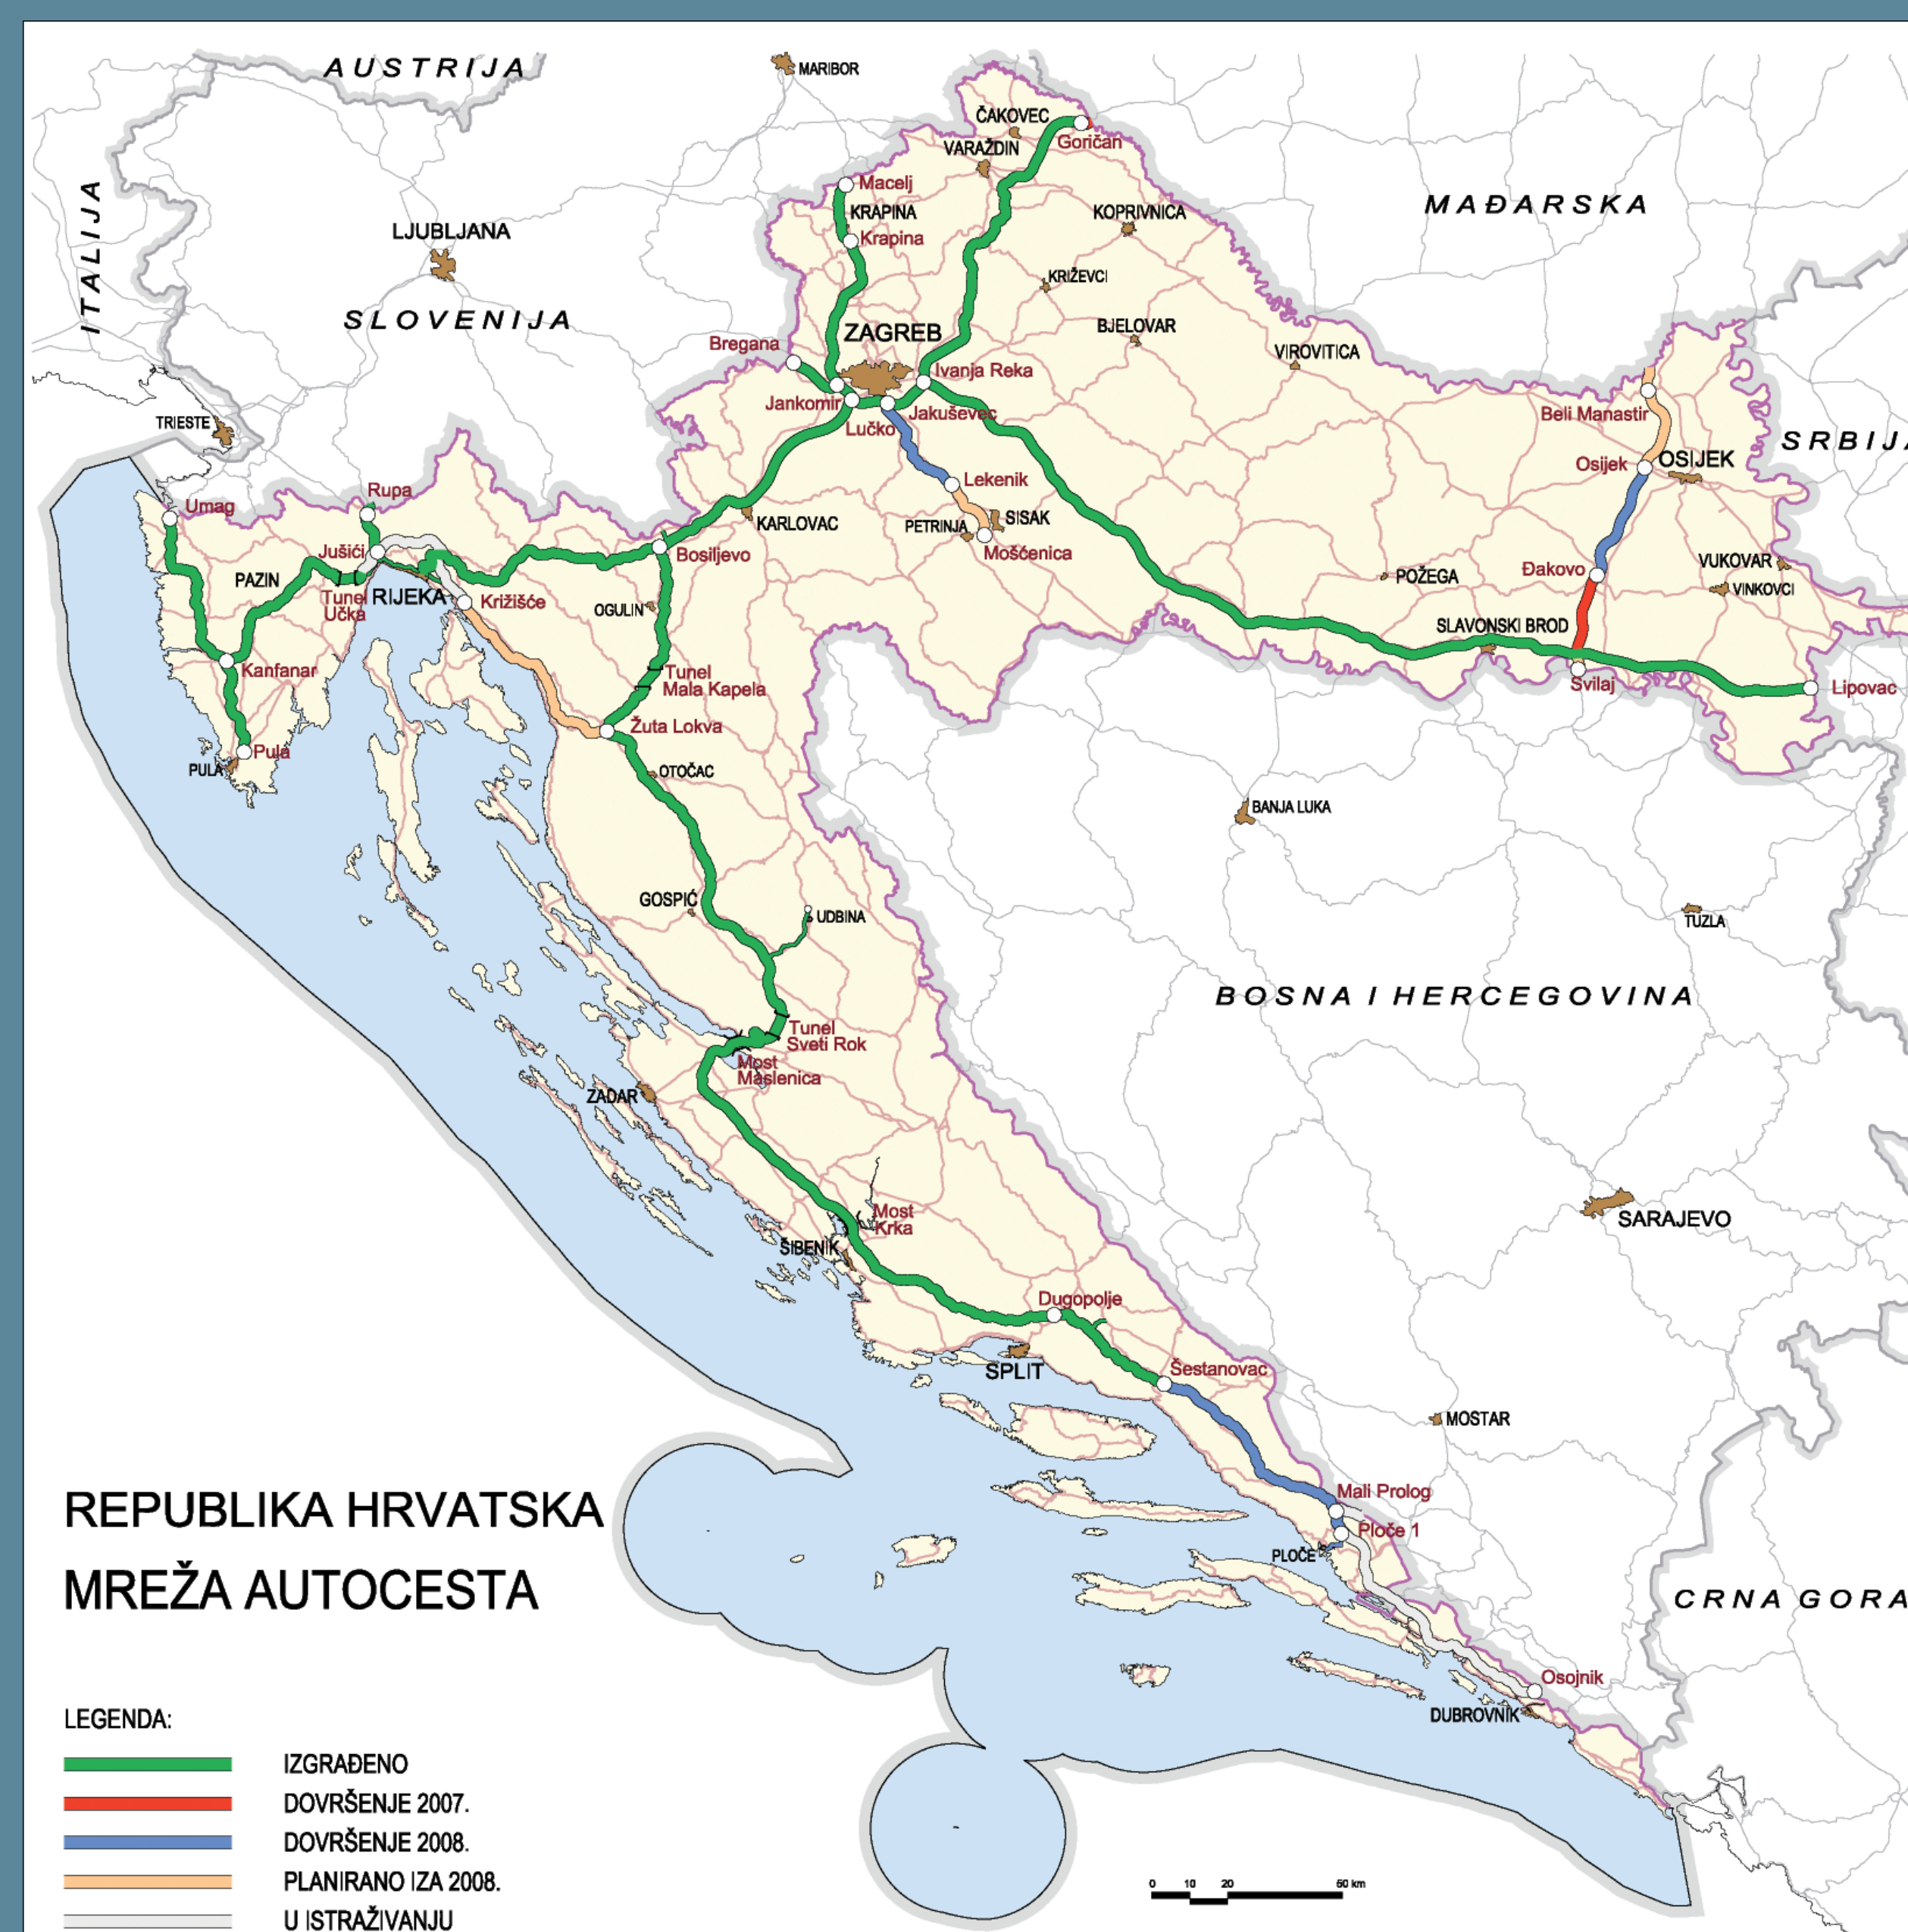 AUSTRIJA
MARIBOR
ČAKOVEC
Goričan
VARAŽDIN
ITALIJA
Macelj
KRAPINA
Krapina
KOPRIVNICA
MAĐARSKA
LJUBLJANA
KRIŽEVCI
SLOVENIJA
ZAGREB
BJELOVAR
Bregana
VIROVITICA
Ivanja Reka
Jankomir
Jakuševec
Lučko
Beli Manastir
TRIESTE
SRBIJA
Osijek
OSIJEK
Lekenik
Rupa
Umag
KARLOVAC
PETRINJA
SISAK
Mošćenica
Jušići
Bosiljevo
PAZIN
Tunel
Učka
RIJEKA
Križišće
OGULIN
POŽEGA
Đakovo
VUKOVAR
VINKOVCI
SLAVONSKI BROD
Kanfanar
Tunel
Mala Kapela
Svilaj
Lipovac
Žuta Lokva
Pula
PULA
OTOČAC
BANJA LUKA
GOSPIĆ
UDBINA
TUZLA
BOSNA I HERCEGOVINA
Tunel
Sveti Rok
Most
Maslenica
ZADAR
Most
Krka
SARAJEVO
ŠIBENIK
Dugopolje
SPLIT
Šestanovac
MOSTAR
Mali Prolog
Ploče 1
PLOČE
CRNA GORA
Osojnik
DUBROVNIK
REPUBLIKA HRVATSKA
MREŽA AUTOCESTA
LEGENDA:
IZGRAĐENO
DOVRŠENJE 2007.
DOVRŠENJE 2008.
PLANIRANO IZA 2008.
U ISTRAŽIVANJU
0 10 20 50 km